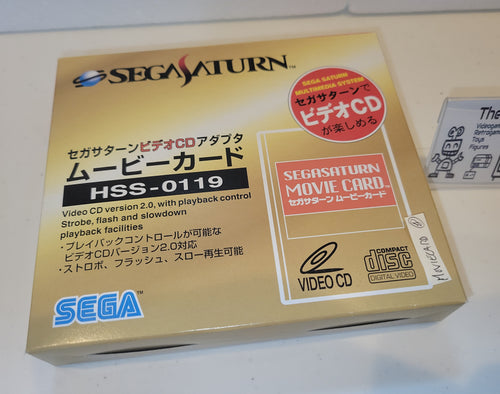 SEGASATURN™
SEGA SATURN
MULTIMEDIA SYSTEM
セガサターンで
ビデオCD
が楽しめる
セガサターンビデオCDアダプタ
ムービーカード
HSS-0119
Video CD version 2.0, with playback control
Strobe, flash and slowdown
playback facilities
・プレイバックコントロールが可能な
ビデオCDバージョン2.0対応
・ストロボ、フラッシュ、スロー再生可能
SEGASATURN
MOVIE CARD
セガサターン ムービーカード
VIDEO CD
COMPACT
disc
DIGITAL VIDEO
SEGA
The
Videogame
Retrogame
Toys
Figures